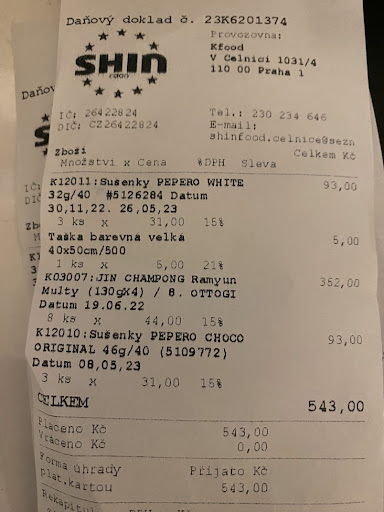 Daňový doklad č. 23K6201374
Provozovna:
Kfood
V Celnici 1031/4
110 00 Praha 1
SHIN
FOOD
IČ: 26422824
DIČ: CZ26422824
Tel.: 230 234 646
E-mail:
shinfood.celnice@sezn
Zboží
Celkem Kč
Množství x Cena %DPH Sleva
K12011:Sušenky PEPERO WHITE 93,00
32g/40 #5126284 Datum
30,11,22. 26,05,23
3 ks x 31,00 15%
Taška barevná velká 5,00
40x50cm/500
1 ks x 5,00 21%
K03007:JIN CHAMPONG Ramyun 352,00
Multy (130gX4) / 8. OTTOGI
Datum 19.06.22
8 ks x 44,00 15%
K12010:Sušenky PEPERO CHOCO 93,00
ORIGINAL 46g/40 (5109772)
Datum 08,05,23
3 ks x 31,00 15%
CELKEM 543,00
Placeno Kč 543,00
Vráceno Kč 0,00
Forma úhrady Přijato Kč
plat.kartou 543,00
Daňov
IČ:
DIČ: